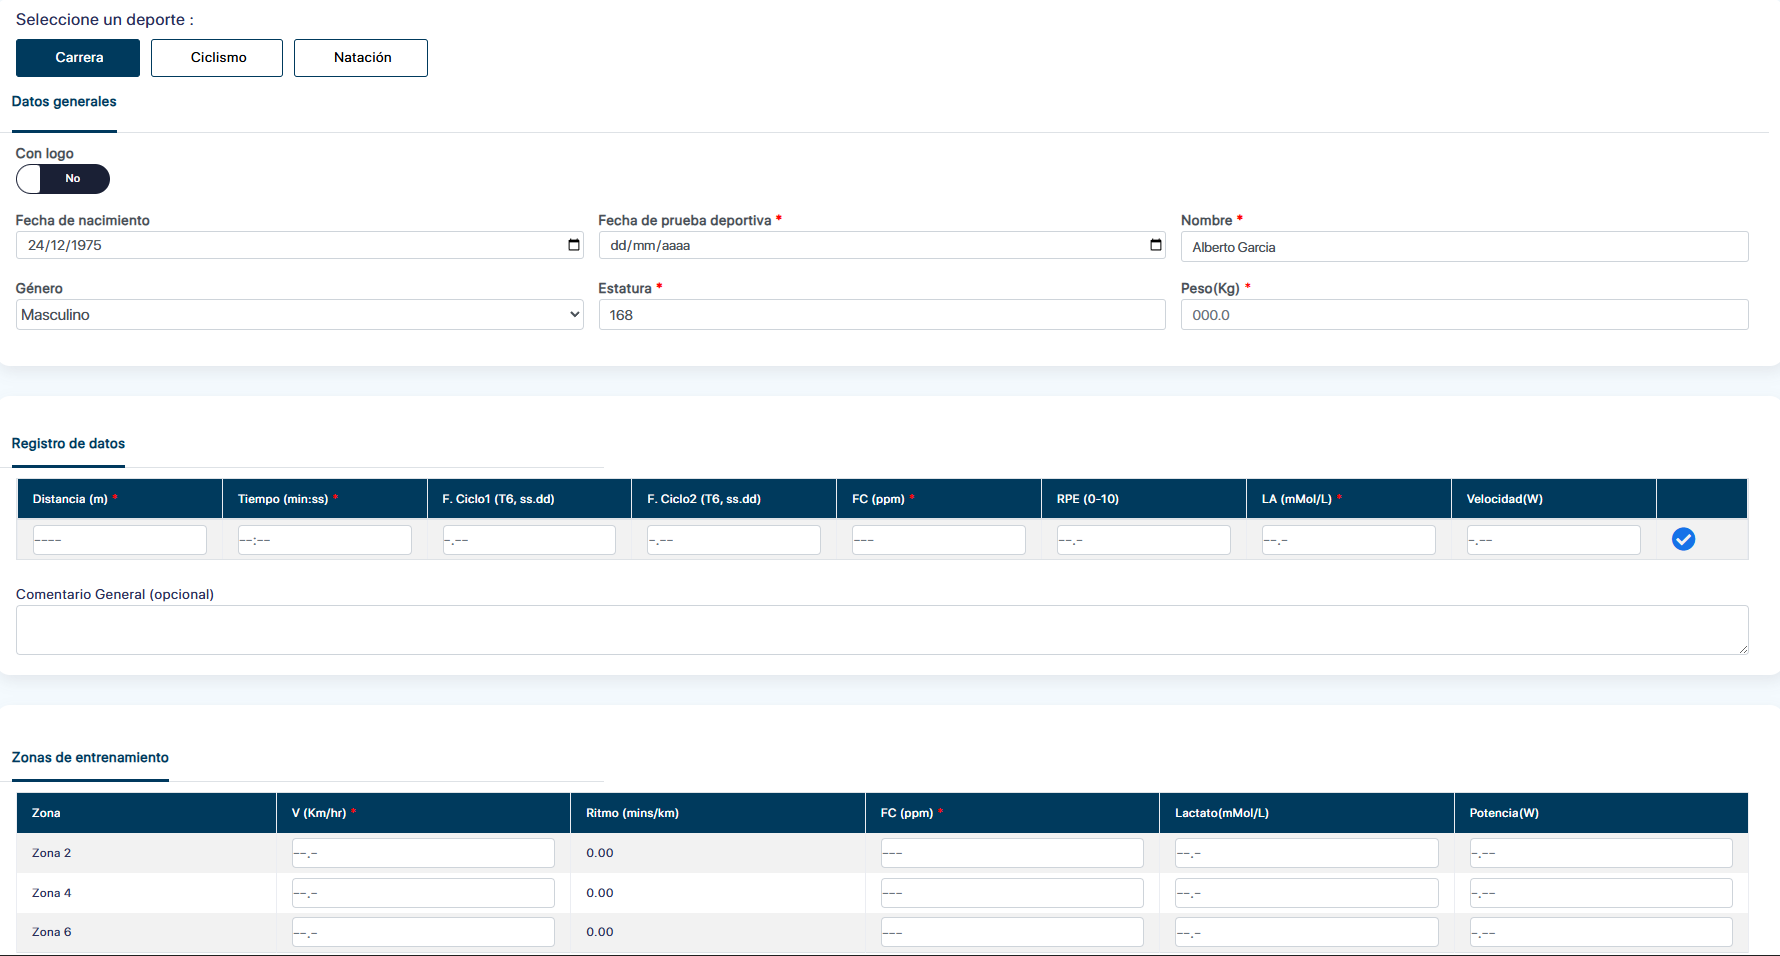 Seleccione un deporte :
Carrera Ciclismo Natación
Datos generales
Con logo
No
Fecha de nacimiento Fecha de prueba deportiva * Nombre *
24/12/1975 dd/mm/aaaa Alberto Garcia
Género Estatura * Peso(Kg) *
Masculino 168 000.0
Registro de datos
Distancia (m) * Tiempo (min:ss) * F. Ciclo1 (T6, ss.dd) F. Ciclo2 (T6, ss.dd) FC (ppm) * RPE (0-10) LA (mMol/L) * Velocidad(W)
---- --:-- -.-- -.-- --- --.- --.- -.--
Comentario General (opcional)
Zonas de entrenamiento
Zona V (Km/hr) * Ritmo (mins/km) FC (ppm) * Lactato(mMol/L) Potencia(W)
Zona 2 --.- 0.00 --- --.- -.--
Zona 4 --.- 0.00 --- --.- -.--
Zona 6 --.- 0.00 --- --.- -.--